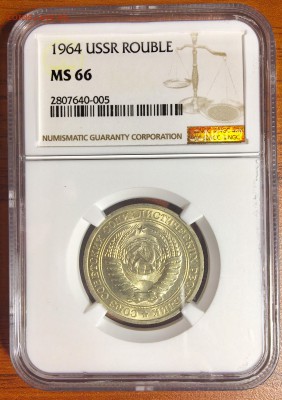 1964 USSR ROUBLE
MS 66
2807640-005
NUMISMATIC GUARANTY CORPORATION